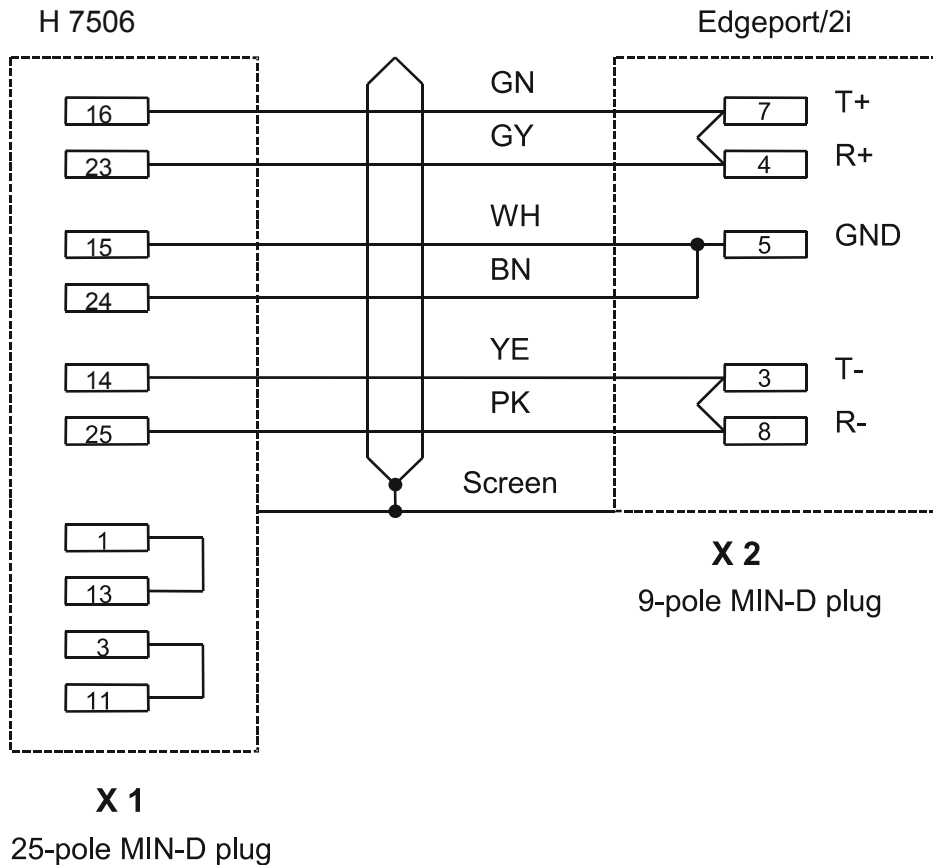 H 7506
Edgeport/2i
GN
16
7
T+
GY
23
4
R+
WH
15
5
GND
BN
24
YE
14
3
T-
PK
25
8
R-
Screen
1
13
3
11
X 2
9-pole MIN-D plug
X 1
25-pole MIN-D plug